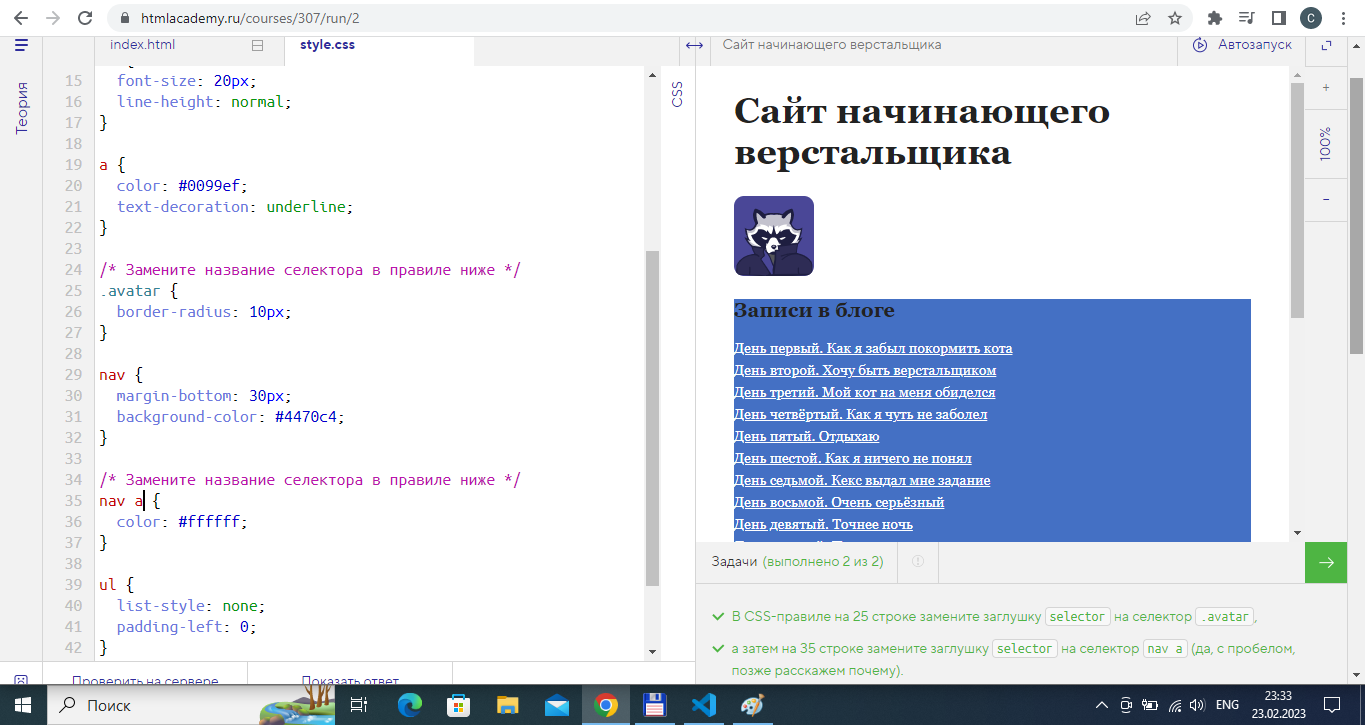 htmlacademy.ru/courses/307/run/2
C
index.html
style.css
Сайт начинающего верстальщика
Автозапуск
Теория
CSS
100%
+
−
{
15 font-size: 20px;
16 line-height: normal;
17 }
18
19 a {
20 color: #0099ef;
21 text-decoration: underline;
22 }
23
24 /* Замените название селектора в правиле ниже */
25 .avatar {
26 border-radius: 10px;
27 }
28
29 nav {
30 margin-bottom: 30px;
31 background-color: #4470c4;
32 }
33
34 /* Замените название селектора в правиле ниже */
35 nav a {
36 color: #ffffff;
37 }
38
39 ul {
40 list-style: none;
41 padding-left: 0;
42 }
Проверить на сервере
Показать ответ
Сайт начинающего
верстальщика
Записи в блоге
День первый. Как я забыл покормить кота
День второй. Хочу быть верстальщиком
День третий. Мой кот на меня обиделся
День четвёртый. Как я чуть не заболел
День пятый. Отдыхаю
День шестой. Как я ничего не понял
День седьмой. Кекс выдал мне задание
День восьмой. Очень серьёзный
День девятый. Точнее ночь
Задачи (выполнено 2 из 2)
В CSS-правиле на 25 строке замените заглушку selector на селектор .avatar,
а затем на 35 строке замените заглушку selector на селектор nav a (да, с пробелом,
позже расскажем почему).
Поиск
ENG
23:33
23.02.2023